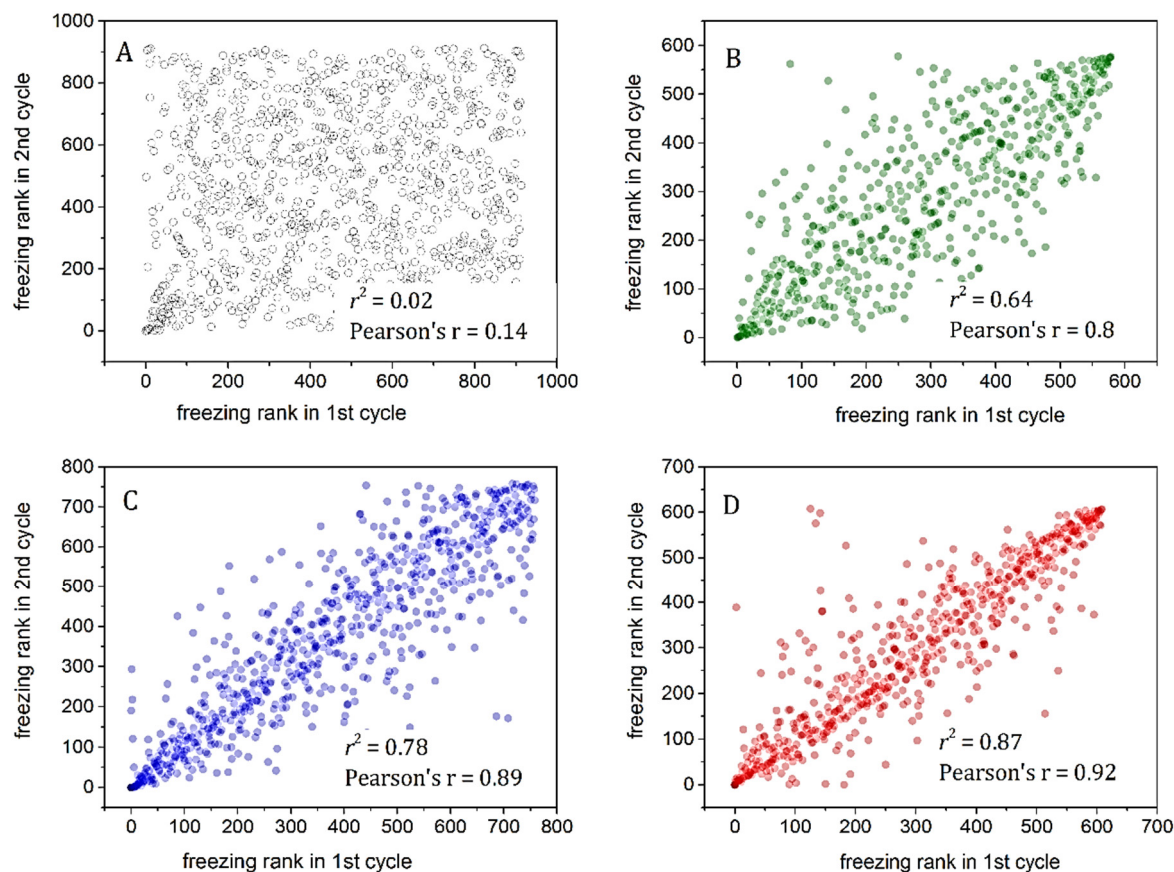 A
1000
800
600
400
200
0
freezing rank in 2nd cycle
r² = 0.02
Pearson's r = 0.14
0 200 400 600 800 1000
freezing rank in 1st cycle
B
600
500
400
300
200
100
0
freezing rank in 2nd cycle
r² = 0.64
Pearson's r = 0.8
0 100 200 300 400 500 600
freezing rank in 1st cycle
C
800
700
600
500
400
300
200
100
0
freezing rank in 2nd cycle
r² = 0.78
Pearson's r = 0.89
0 100 200 300 400 500 600 700 800
freezing rank in 1st cycle
D
700
600
500
400
300
200
100
0
freezing rank in 2nd cycle
r² = 0.87
Pearson's r = 0.92
0 100 200 300 400 500 600 700
freezing rank in 1st cycle